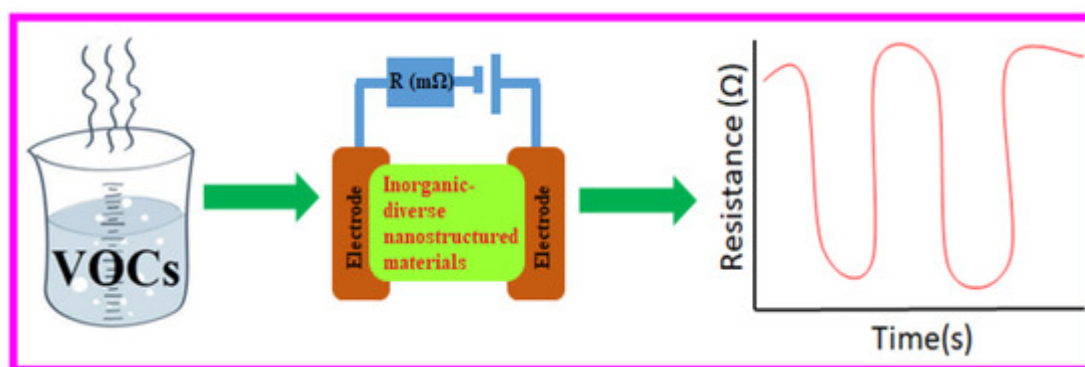 VOCs
R (mΩ)
Electrode
Inorganic-
diverse
nanostructured
materials
Electrode
Resistance (Ω)
Time(s)